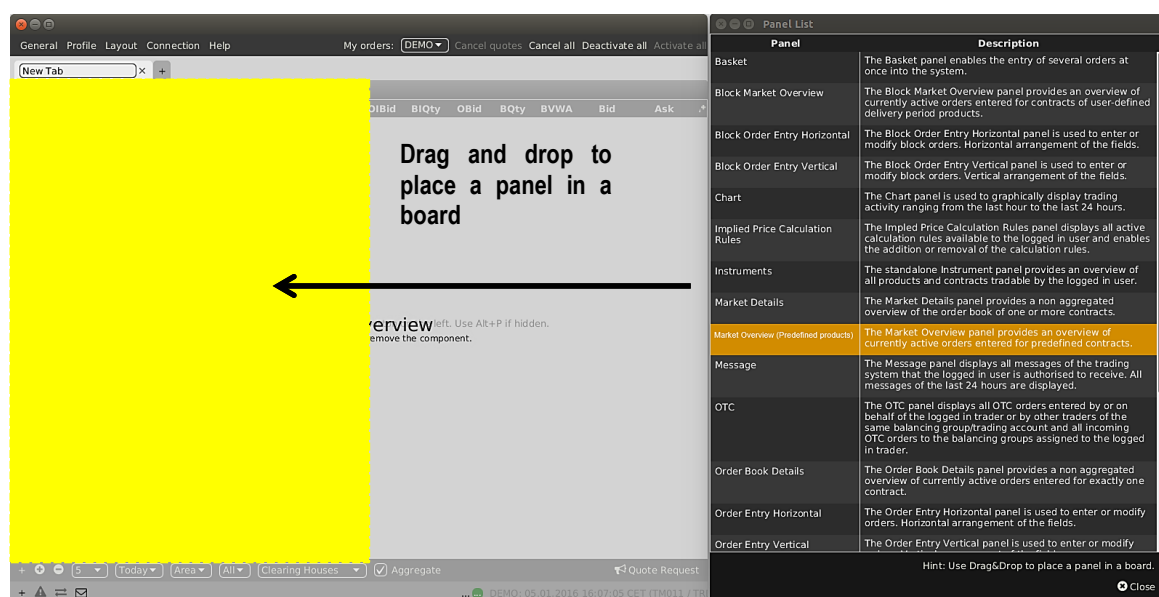 General Profile Layout Connection Help My orders: DEMO Cancel quotes Cancel all Deactivate all Activate all
New Tab
OIBid BIQty OBid BQty BVWA Bid Ask
Drag and drop to
place a panel in a
board
left. Use Alt+P if hidden.
emove the component.
+ 5 Today Area All Clearing Houses Aggregate Quote Request
... DEMO: 05.01.2016 16:07:05 CET (TM011 / TR
Panel List
Panel Description
Basket
The Basket panel enables the entry of several orders at
once into the system.
Block Market Overview
The Block Market Overview panel provides an overview of
currently active orders entered for contracts of user-defined
delivery period products.
Block Order Entry Horizontal
The Block Order Entry Horizontal panel is used to enter or
modify block orders. Horizontal arrangement of the fields.
Block Order Entry Vertical
The Block Order Entry Vertical panel is used to enter or
modify block orders. Vertical arrangement of the fields.
Chart
The Chart panel is used to graphically display trading
activity ranging from the last hour to the last 24 hours.
Implied Price Calculation
Rules
The Impled Price Calculation Rules panel displays all active
calculation rules available to the logged in user and enables
the addition or removal of the calculation rules.
Instruments
The standalone Instrument panel provides an overview of
all products and contracts tradable by the logged in user.
Market Details
The Market Details panel provides a non aggregated
overview of the order book of one or more contracts.
Market Overview (Predefined products)
The Market Overview panel provides an overview of
currently active orders entered for predefined contracts.
Message
The Message panel displays all messages of the trading
system that the logged in user is authorised to receive. All
messages of the last 24 hours are displayed.
OTC
The OTC panel displays all OTC orders entered by or on
behalf of the logged in trader or by other traders of the
same balancing group/trading account and all incoming
OTC orders to the balancing groups assigned to the logged
in trader.
Order Book Details
The Order Book Details panel provides a non aggregated
overview of currently active orders entered for exactly one
contract.
Order Entry Horizontal
The Order Entry Horizontal panel is used to enter or modify
orders. Horizontal arrangement of the fields.
Order Entry Vertical
The Order Entry Vertical panel is used to enter or modify
Hint: Use Drag&Drop to place a panel in a board.
Close